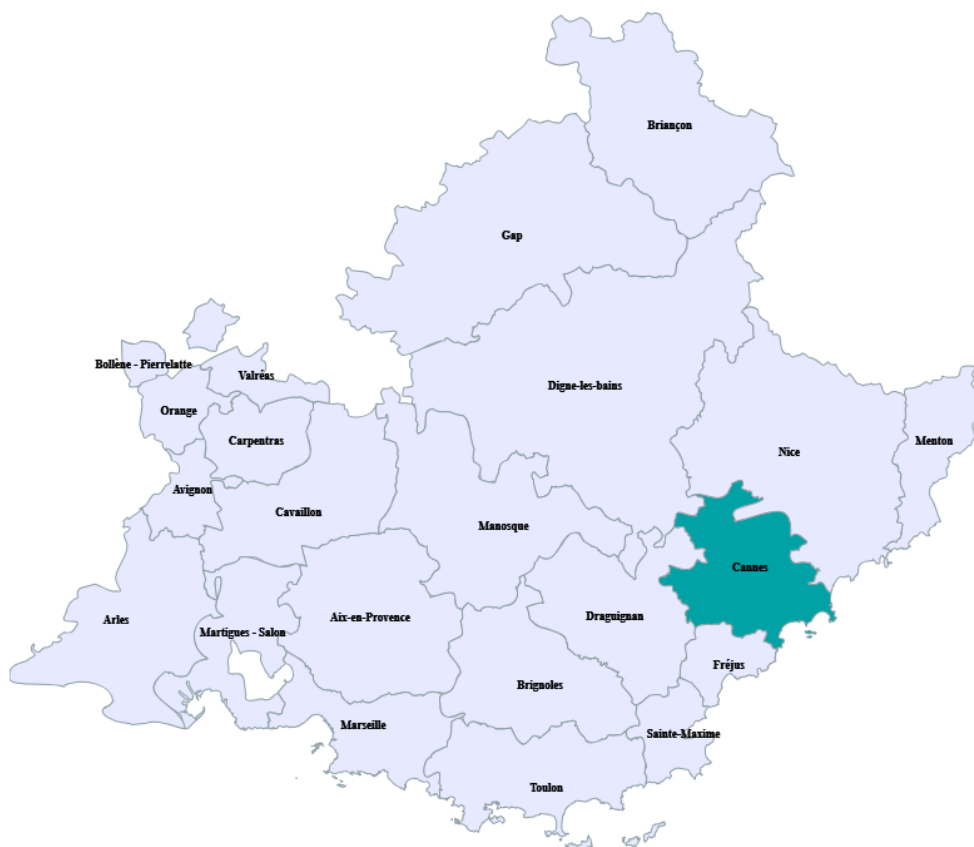 Briançon
Gap
Bollène - Pierrelatte
Valréas
Digne-les-bains
Orange
Carpentras
Menton
Nice
Avignon
Cavaillon
Manosque
Cannes
Arles
Martigues - Salon
Aix-en-Provence
Draguignan
Fréjus
Brignoles
Marseille
Sainte-Maxime
Toulon